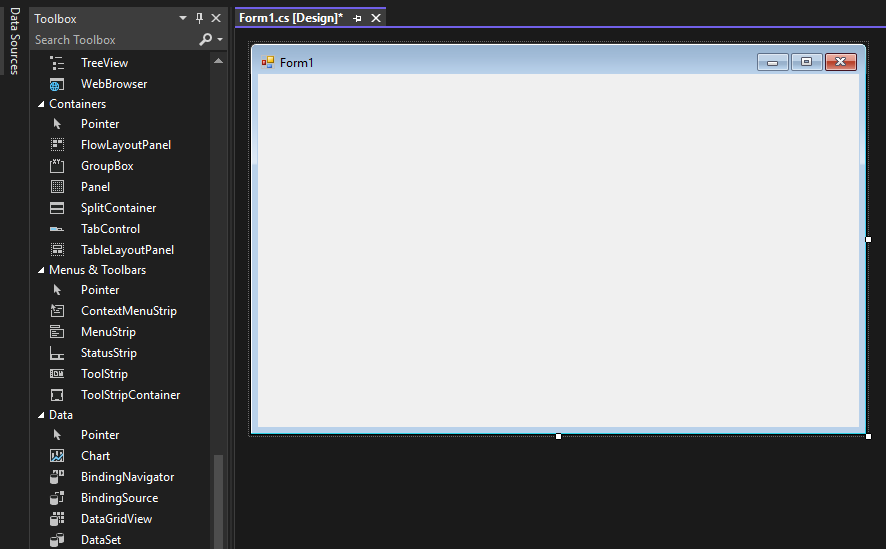 Data Sources
Toolbox
Search Toolbox
TreeView
WebBrowser
Containers
Pointer
FlowLayoutPanel
GroupBox
Panel
SplitContainer
TabControl
TableLayoutPanel
Menus & Toolbars
Pointer
ContextMenuStrip
MenuStrip
StatusStrip
ToolStrip
ToolStripContainer
Data
Pointer
Chart
BindingNavigator
BindingSource
DataGridView
DataSet
Form1.cs [Design]*
Form1